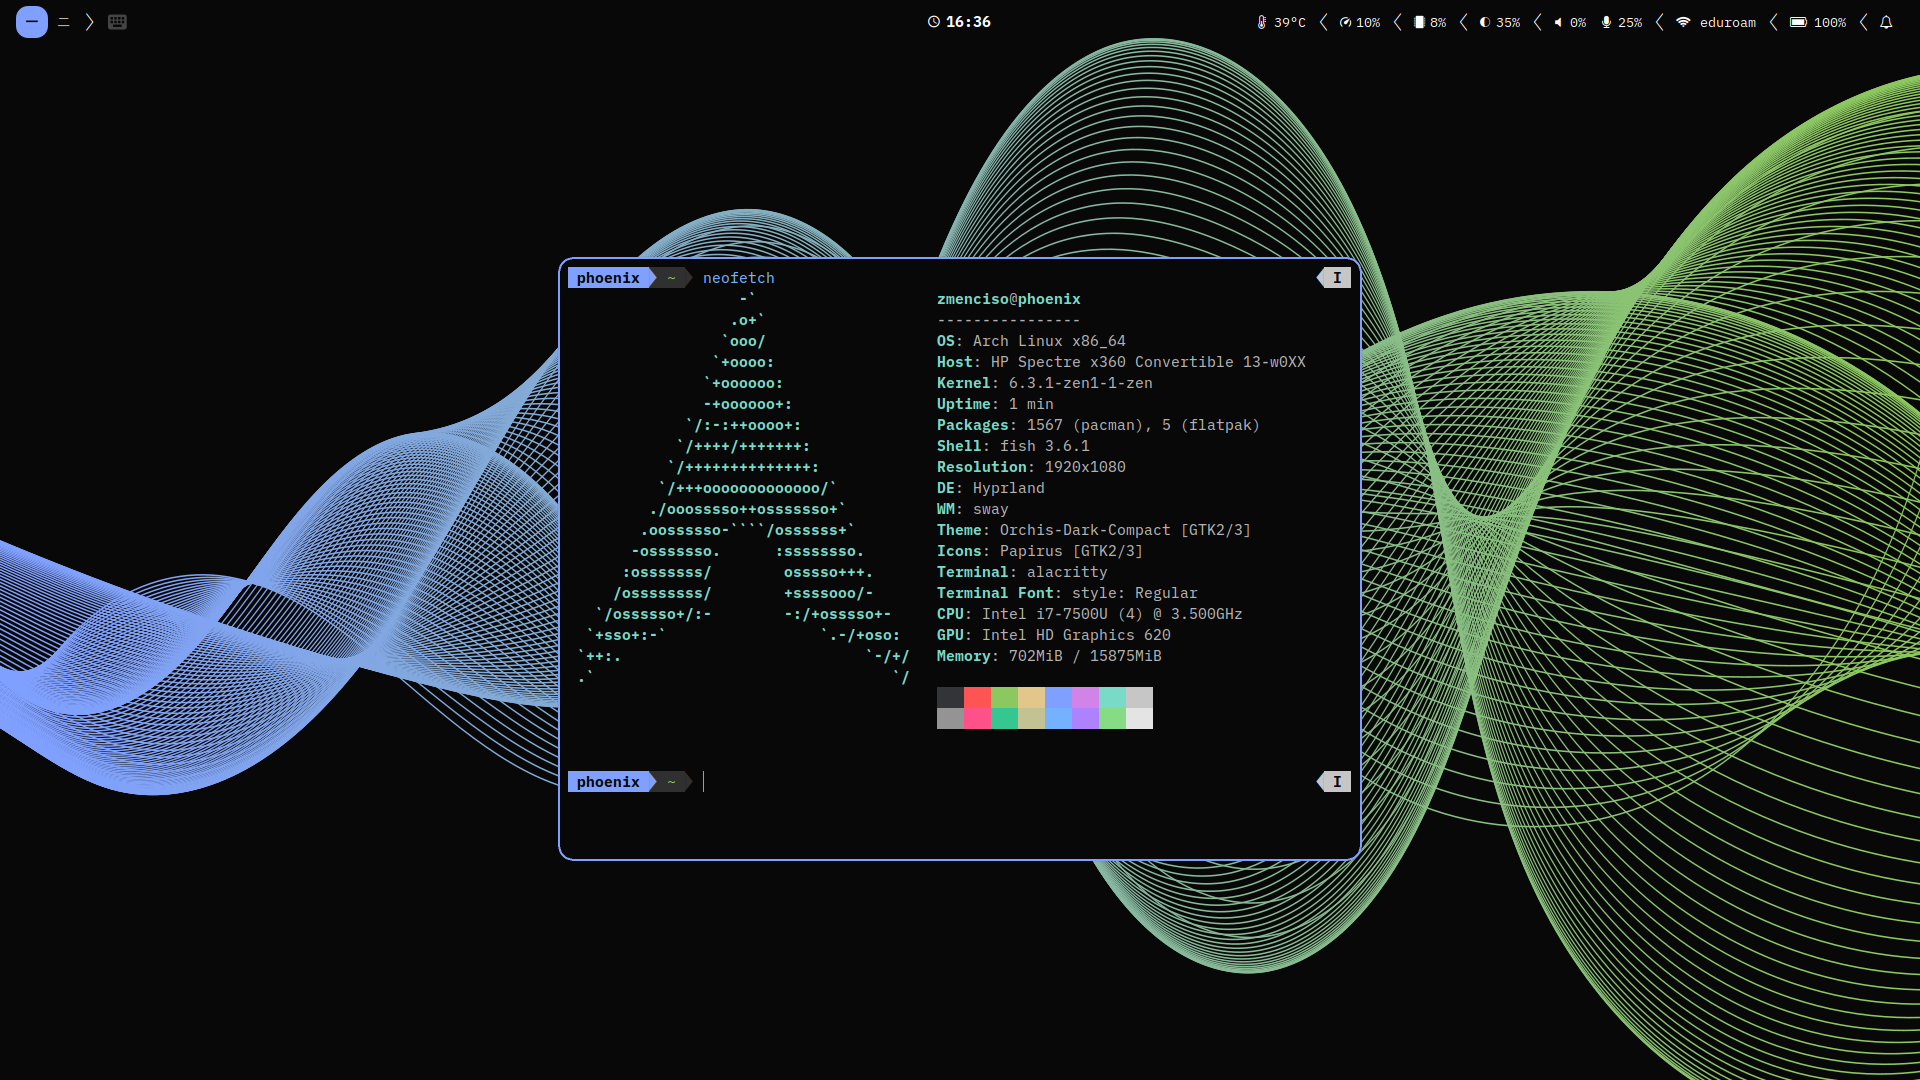 一 二 16:36 39°C 10% 8% 35% 0% 25% eduroam 100%
phoenix ~ neofetch I
-`
.o+`
`ooo/
`+oooo:
`+oooooo:
-+oooooo+:
`/:-:++oooo+:
`/++++/+++++++:
`/++++++++++++++:
`/+++ooooooooooooo/`
./ooosssso++osssssso+`
.oossssso-````/ossssss+`
-osssssso.      :ssssssso.
:osssssss/        osssso+++.
/ossssssss/        +ssssooo/-
`/ossssso+/:-        -:/+osssso+-
`+sso+:-`                 `.-/+oso:
`++:.                           `-/+/
.`                                 `/
zmenciso@phoenix
----------------
OS: Arch Linux x86_64
Host: HP Spectre x360 Convertible 13-w0XX
Kernel: 6.3.1-zen1-1-zen
Uptime: 1 min
Packages: 1567 (pacman), 5 (flatpak)
Shell: fish 3.6.1
Resolution: 1920x1080
DE: Hyprland
WM: sway
Theme: Orchis-Dark-Compact [GTK2/3]
Icons: Papirus [GTK2/3]
Terminal: alacritty
Terminal Font: style: Regular
CPU: Intel i7-7500U (4) @ 3.500GHz
GPU: Intel HD Graphics 620
Memory: 702MiB / 15875MiB
phoenix ~ I